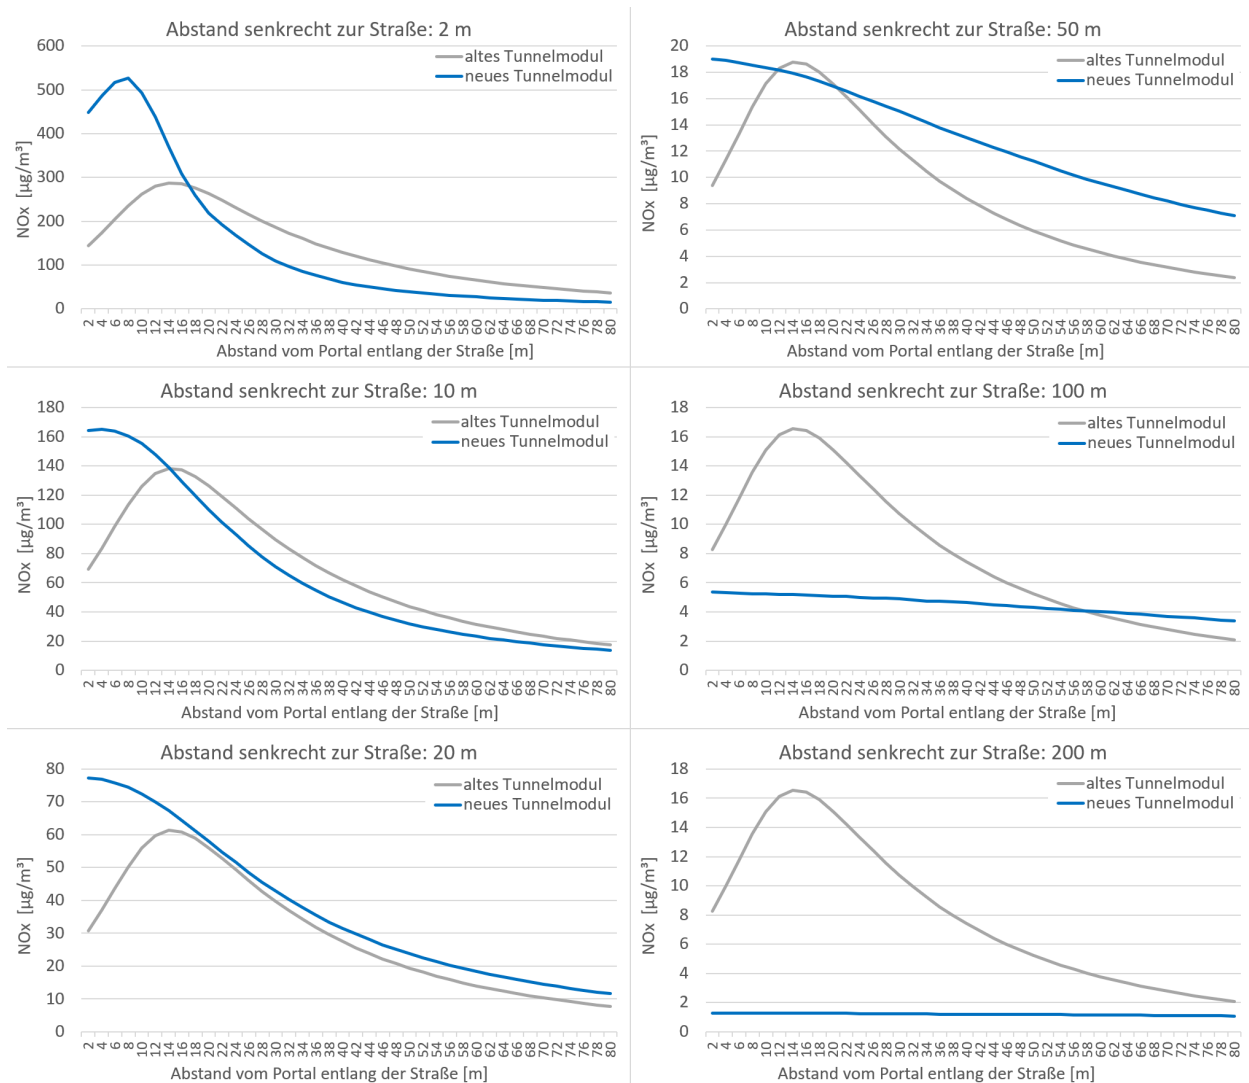 Abstand senkrecht zur Straße: 2 m
altes Tunnelmodul
neues Tunnelmodul
600
500
400
300
200
100
0
NOx [µg/m³]
2 4 6 8 10 12 14 16 18 20 22 24 26 28 30 32 34 36 38 40 42 44 46 48 50 52 54 56 58 60 62 64 66 68 70 72 74 76 78 80
Abstand vom Portal entlang der Straße [m]
Abstand senkrecht zur Straße: 50 m
altes Tunnelmodul
neues Tunnelmodul
20
18
16
14
12
10
8
6
4
2
0
NOx [µg/m³]
2 4 6 8 10 12 14 16 18 20 22 24 26 28 30 32 34 36 38 40 42 44 46 48 50 52 54 56 58 60 62 64 66 68 70 72 74 76 78 80
Abstand vom Portal entlang der Straße [m]
Abstand senkrecht zur Straße: 10 m
altes Tunnelmodul
neues Tunnelmodul
180
160
140
120
100
80
60
40
20
0
NOx [µg/m³]
2 4 6 8 10 12 14 16 18 20 22 24 26 28 30 32 34 36 38 40 42 44 46 48 50 52 54 56 58 60 62 64 66 68 70 72 74 76 78 80
Abstand vom Portal entlang der Straße [m]
Abstand senkrecht zur Straße: 100 m
altes Tunnelmodul
neues Tunnelmodul
18
16
14
12
10
8
6
4
2
0
NOx [µg/m³]
2 4 6 8 10 12 14 16 18 20 22 24 26 28 30 32 34 36 38 40 42 44 46 48 50 52 54 56 58 60 62 64 66 68 70 72 74 76 78 80
Abstand vom Portal entlang der Straße [m]
Abstand senkrecht zur Straße: 20 m
altes Tunnelmodul
neues Tunnelmodul
80
70
60
50
40
30
20
10
0
NOx [µg/m³]
2 4 6 8 10 12 14 16 18 20 22 24 26 28 30 32 34 36 38 40 42 44 46 48 50 52 54 56 58 60 62 64 66 68 70 72 74 76 78 80
Abstand vom Portal entlang der Straße [m]
Abstand senkrecht zur Straße: 200 m
altes Tunnelmodul
neues Tunnelmodul
18
16
14
12
10
8
6
4
2
0
NOx [µg/m³]
2 4 6 8 10 12 14 16 18 20 22 24 26 28 30 32 34 36 38 40 42 44 46 48 50 52 54 56 58 60 62 64 66 68 70 72 74 76 78 80
Abstand vom Portal entlang der Straße [m]